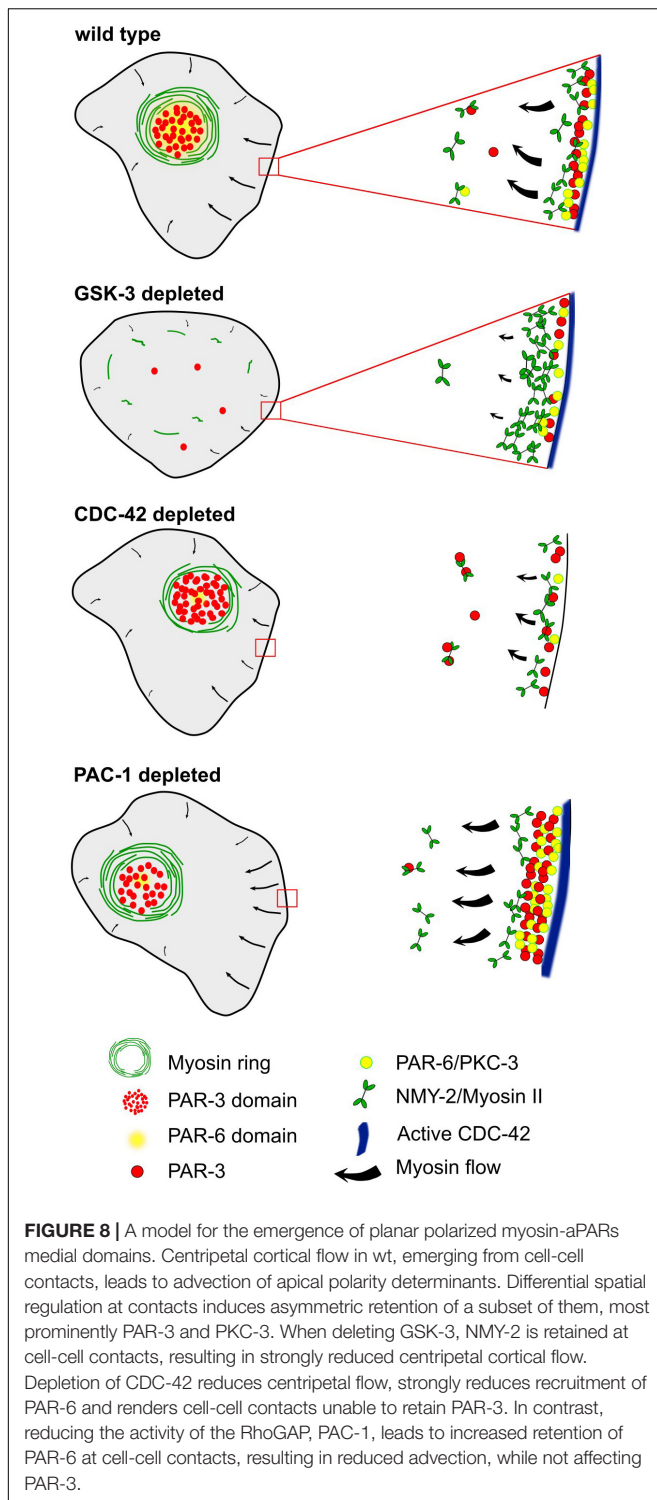 wild type
GSK-3 depleted
CDC-42 depleted
PAC-1 depleted
Myosin ring
PAR-3 domain
PAR-6 domain
PAR-3
PAR-6/PKC-3
NMY-2/Myosin II
Active CDC-42
Myosin flow
FIGURE 8 | A model for the emergence of planar polarized myosin-aPARs
medial domains. Centripetal cortical flow in wt, emerging from cell-cell
contacts, leads to advection of apical polarity determinants. Differential spatial
regulation at contacts induces asymmetric retention of a subset of them, most
prominently PAR-3 and PKC-3. When deleting GSK-3, NMY-2 is retained at
cell-cell contacts, resulting in strongly reduced centripetal cortical flow.
Depletion of CDC-42 reduces centripetal flow, strongly reduces recruitment of
PAR-6 and renders cell-cell contacts unable to retain PAR-3. In contrast,
reducing the activity of the RhoGAP, PAC-1, leads to increased retention of
PAR-6 at cell-cell contacts, resulting in reduced advection, while not affecting
PAR-3.